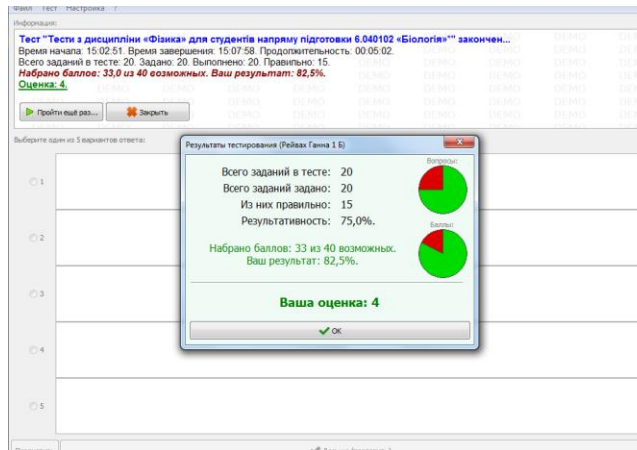 Файл Тест Настройка ?
Информация:
Тест "Тести з дисципліни «Фізика» для студентів напряму підготовки 6.040102 «Біологія»"" закончен...
Время начала: 15:02:51. Время завершения: 15:07:58. Продолжительность: 00:05:02.
Всего заданий в тесте: 20. Задано: 20. Выполнено: 20. Правильно: 15.
Набрано баллов: 33,0 из 40 возможных. Ваш результат: 82,5%.
Оценка: 4.
DEMO
Пройти ещё раз... Закрыть
Выберите один из 5 вариантов ответа:
Результаты тестирования (Рейвах Ганна 1 Б)
Всего заданий в тесте: 20
Всего заданий задано: 20
Из них правильно: 15
Результативность: 75,0%.
Вопросы:
Баллы:
Набрано баллов: 33 из 40 возможных.
Ваш результат: 82,5%.
Ваша оценка: 4
OK
1
2
3
4
5